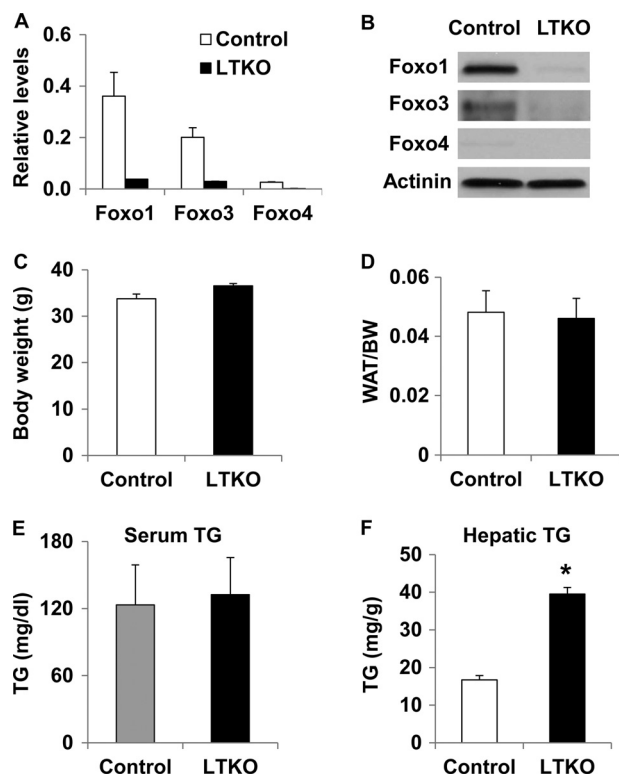 A
Relative levels
0.6
0.4
0.2
0.0
Control
LTKO
Foxo1 Foxo3 Foxo4
B
Control LTKO
Foxo1
Foxo3
Foxo4
Actinin
C
Body weight (g)
40
30
20
10
0
Control LTKO
D
WAT/BW
0.06
0.04
0.02
0
Control LTKO
E
Serum TG
TG (mg/dl)
180
120
60
0
Control LTKO
F
Hepatic TG
TG (mg/g)
50
40
30
20
10
0
*
Control LTKO